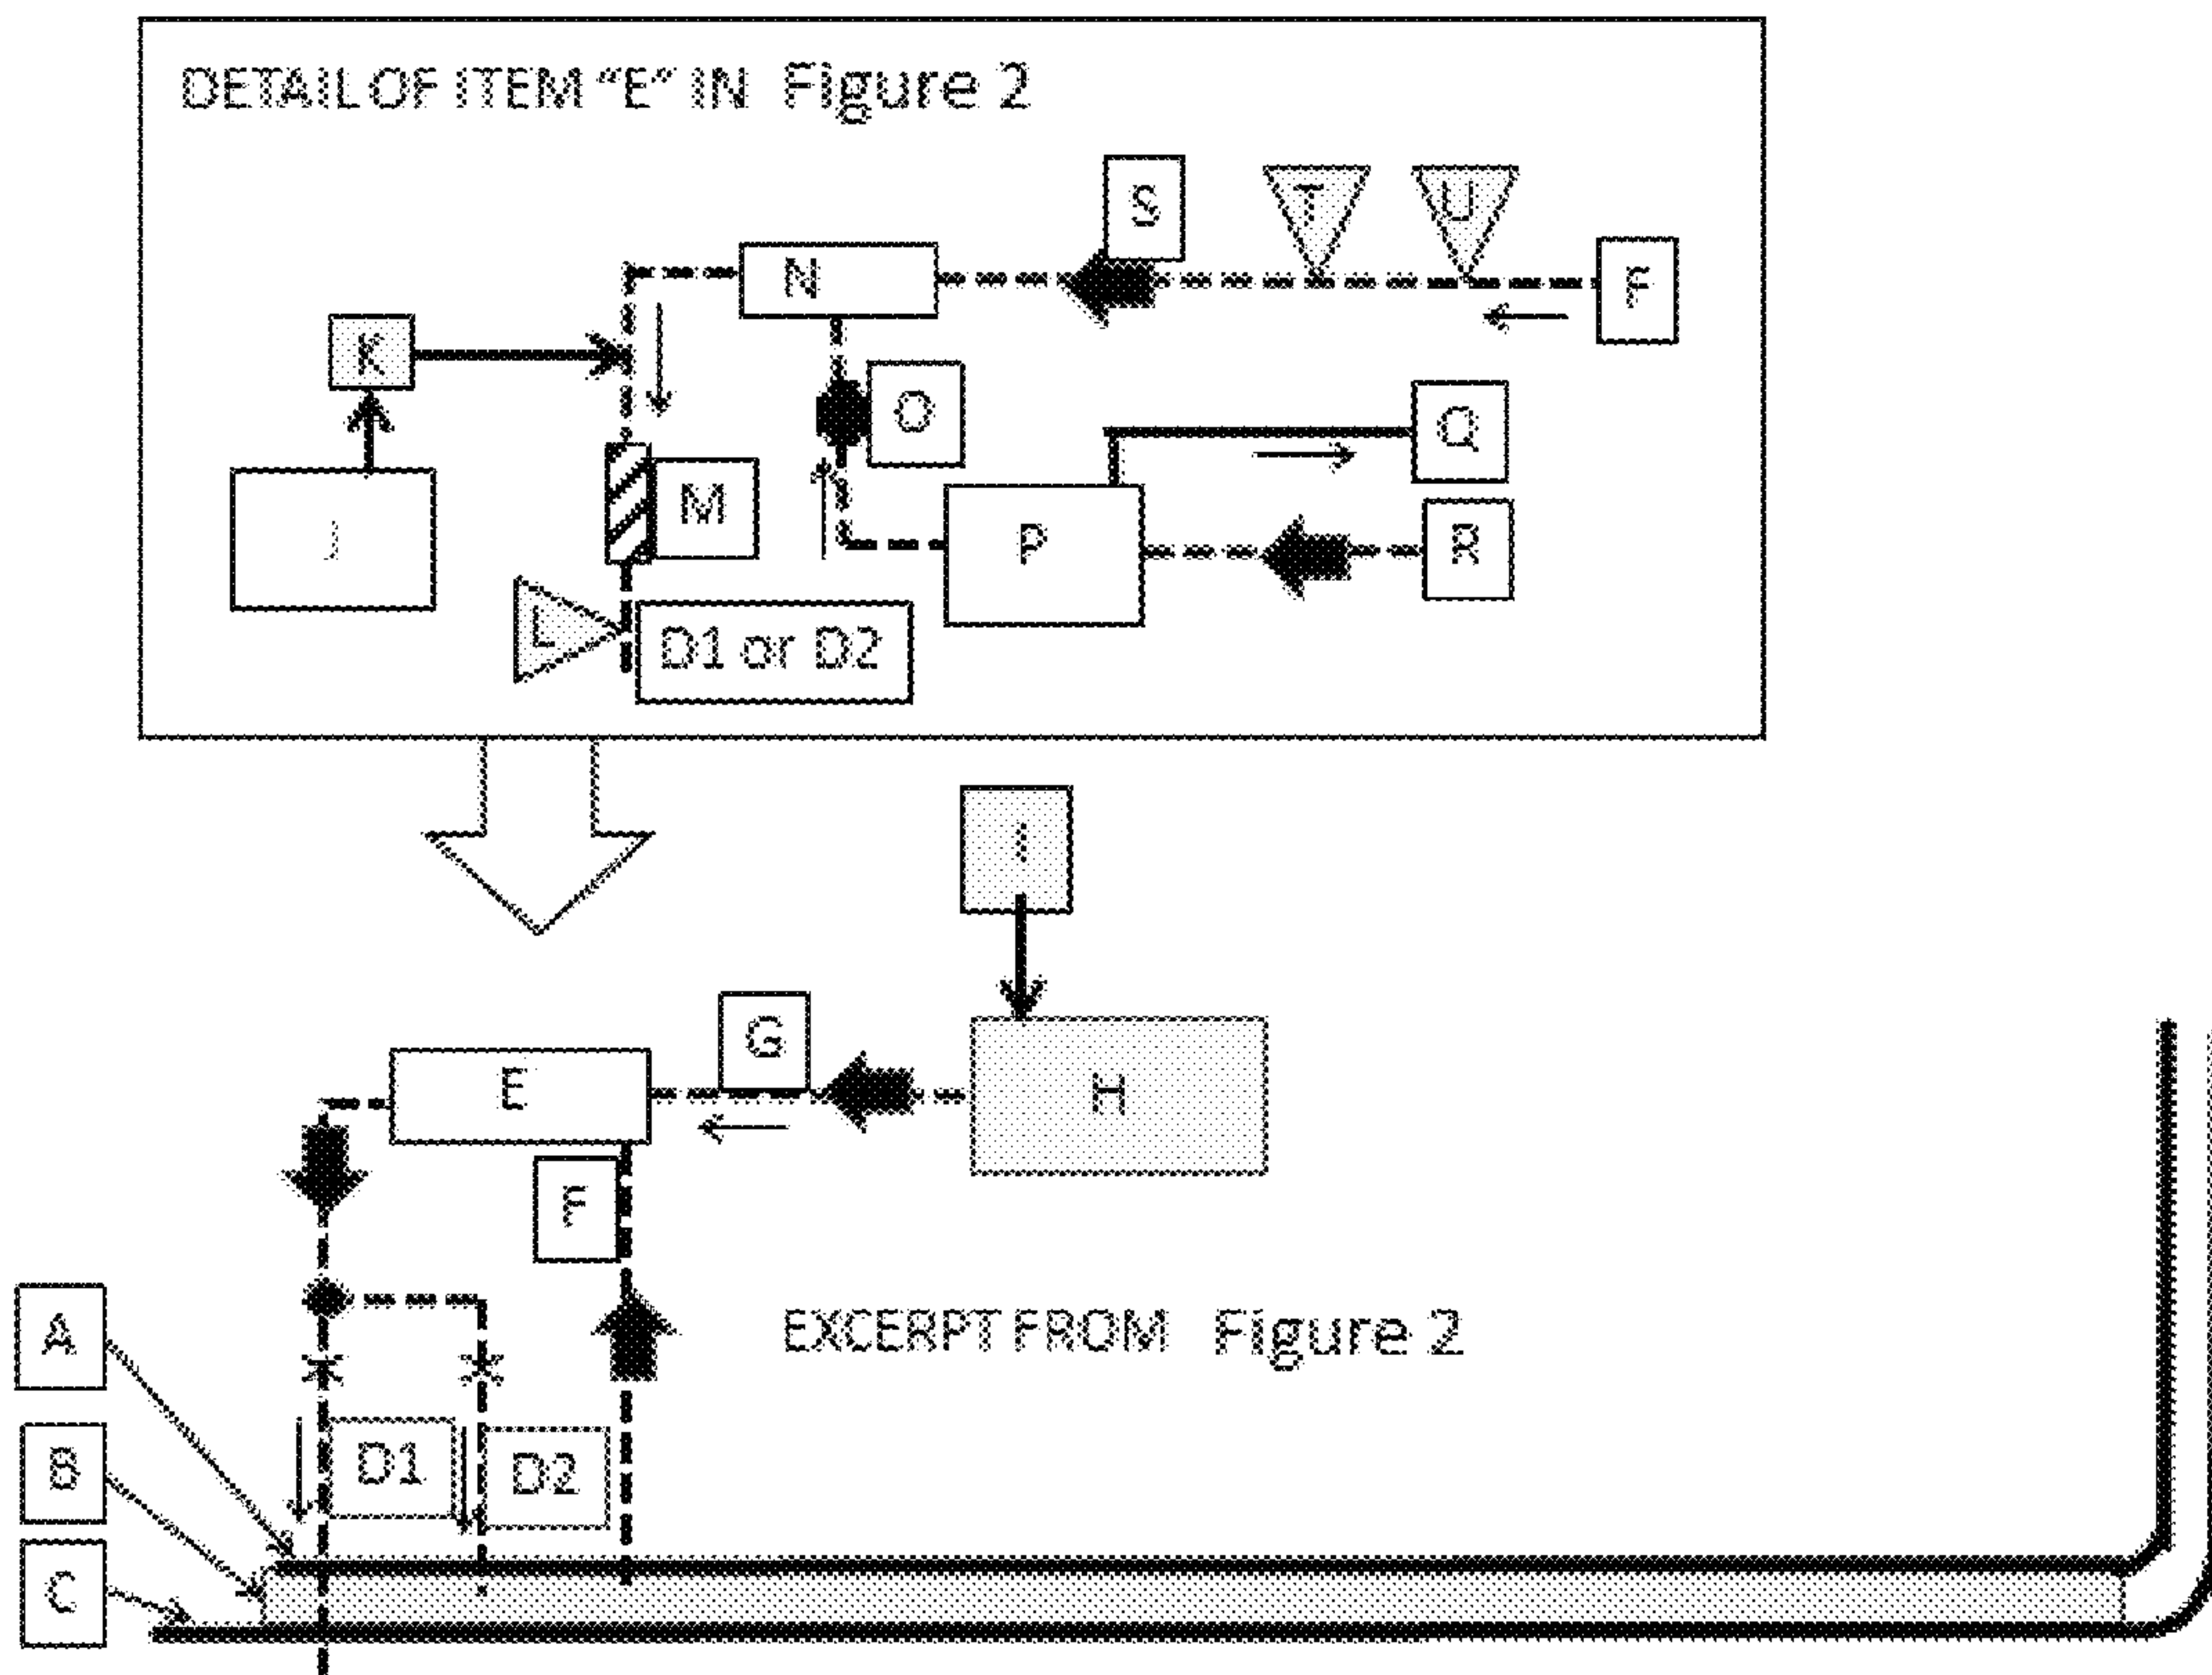 DETAIL OF ITEM “E” IN Figure 2
S
T
U
N
F
K
O
Q
J
M
P
R
L
D1 or D2
I
G
E
H
F
A
EXCERPT FROM Figure 2
B
D1
D2
C